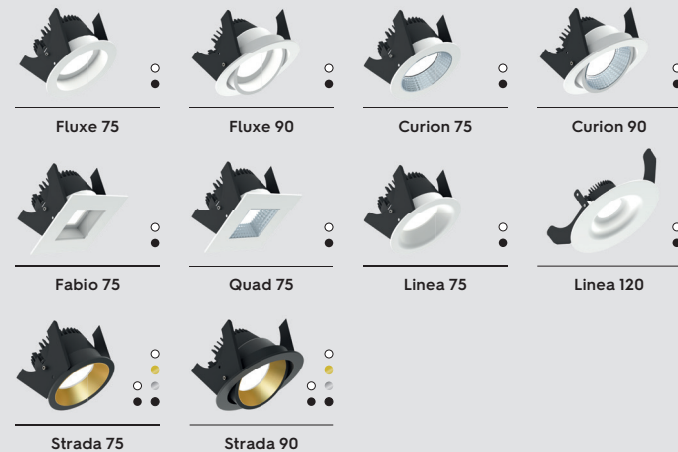 Fluxe 75
Fluxe 90
Curion 75
Curion 90
Fabio 75
Quad 75
Linea 75
Linea 120
Strada 75
Strada 90